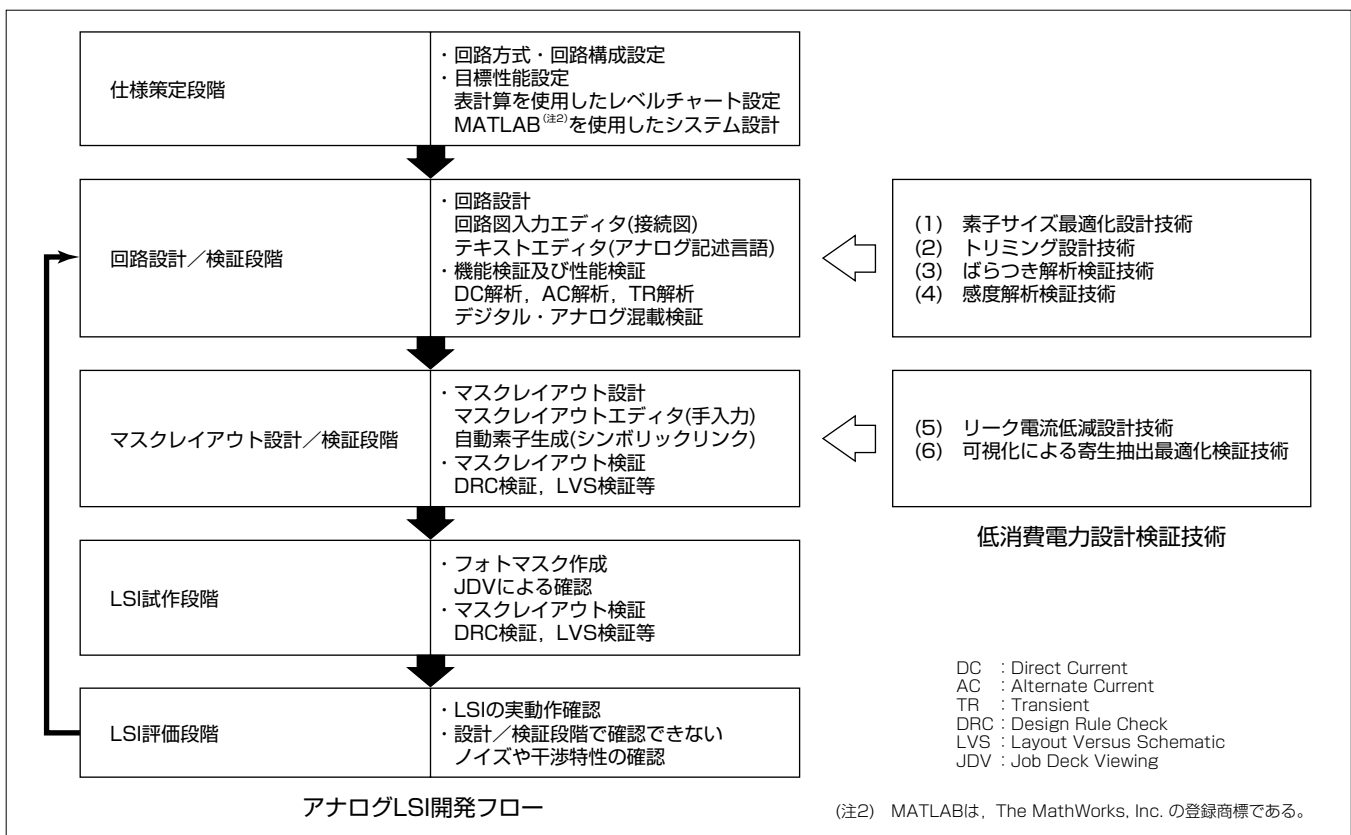 仕様策定段階
・回路方式・回路構成設定
・目標性能設定
表計算を使用したレベルチャート設定
MATLAB(注2)を使用したシステム設計
回路設計／検証段階
・回路設計
回路図入力エディタ(接続図)
テキストエディタ(アナログ記述言語)
・機能検証及び性能検証
DC解析，AC解析，TR解析
デジタル・アナログ混載検証
(1) 素子サイズ最適化設計技術
(2) トリミング設計技術
(3) ばらつき解析検証技術
(4) 感度解析検証技術
マスクレイアウト設計／検証段階
・マスクレイアウト設計
マスクレイアウトエディタ(手入力)
自動素子生成(シンボリックリンク)
・マスクレイアウト検証
DRC検証，LVS検証等
(5) リーク電流低減設計技術
(6) 可視化による寄生抽出最適化検証技術
低消費電力設計検証技術
LSI試作段階
・フォトマスク作成
JDVによる確認
・マスクレイアウト検証
DRC検証，LVS検証等
LSI評価段階
・LSIの実動作確認
・設計／検証段階で確認できない
ノイズや干渉特性の確認
DC : Direct Current
AC : Alternate Current
TR : Transient
DRC : Design Rule Check
LVS : Layout Versus Schematic
JDV : Job Deck Viewing
アナログLSI開発フロー
(注2) MATLABは，The MathWorks, Inc. の登録商標である。